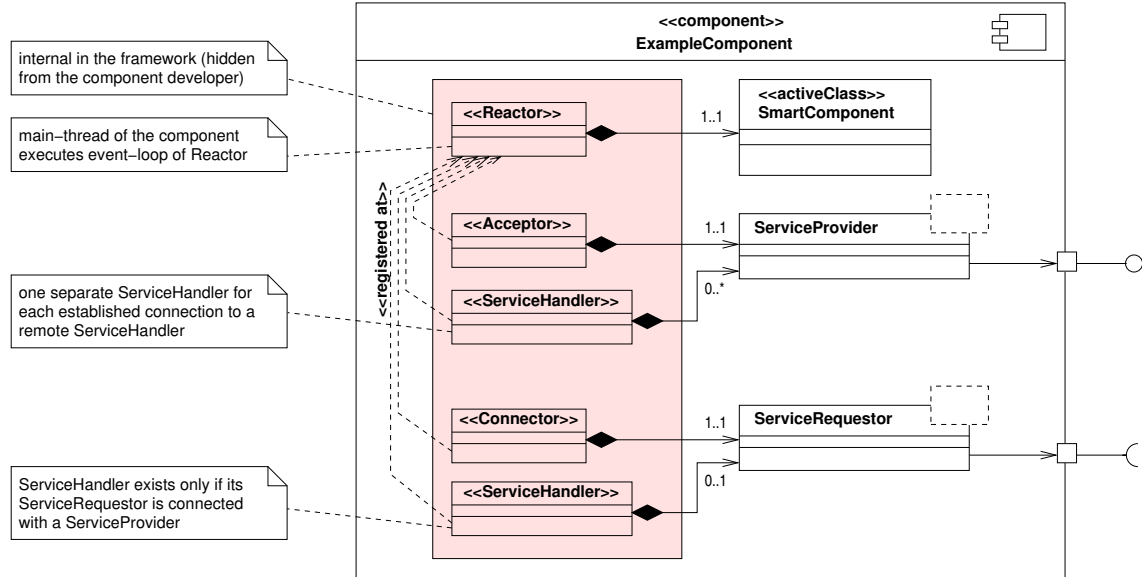 <<component>>
ExampleComponent
internal in the framework (hidden
from the component developer)
main−thread of the component
executes event−loop of Reactor
<<Reactor>>
1..1
<<activeClass>>
SmartComponent
<<registered at>>
<<Acceptor>>
1..1
ServiceProvider
one separate ServiceHandler for
each established connection to a
remote ServiceHandler
<<ServiceHandler>>
0..*
<<Connector>>
1..1
ServiceRequestor
ServiceHandler exists only if its
ServiceRequestor is connected
with a ServiceProvider
<<ServiceHandler>>
0..1